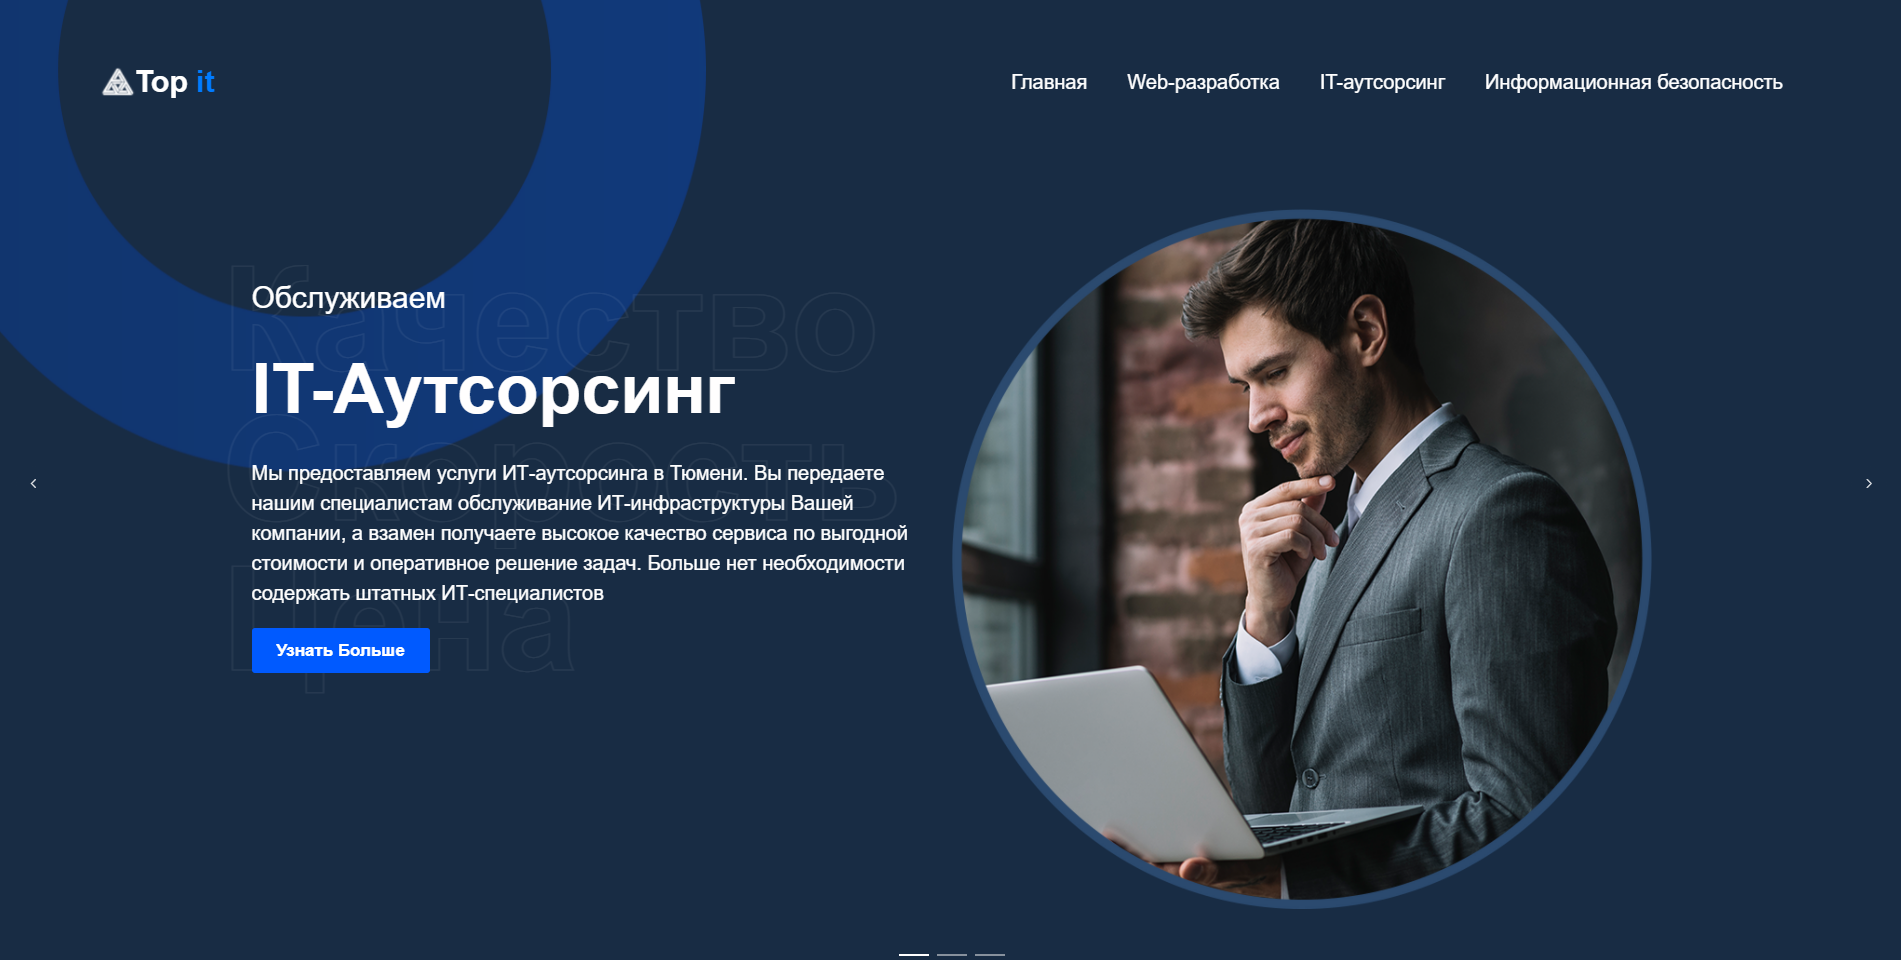 Top it
Главная
Web-разработка
IT-аутсорсинг
Информационная безопасность
Качество
Обслуживаем
IT-Аутсорсинг
Скорость
Мы предоставляем услуги ИТ-аутсорсинга в Тюмени. Вы передаете
нашим специалистам обслуживание ИТ-инфраструктуры Вашей
компании, а взамен получаете высокое качество сервиса по выгодной
стоимости и оперативное решение задач. Больше нет необходимости
содержать штатных ИТ-специалистов
Цена
Узнать Больше